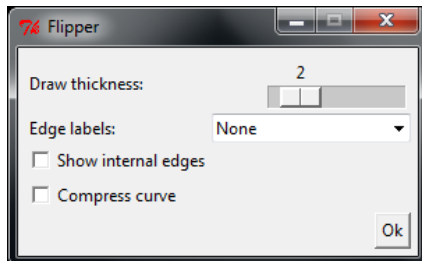 Flipper
2
Draw thickness:
Edge labels: None
Show internal edges
Compress curve
Ok